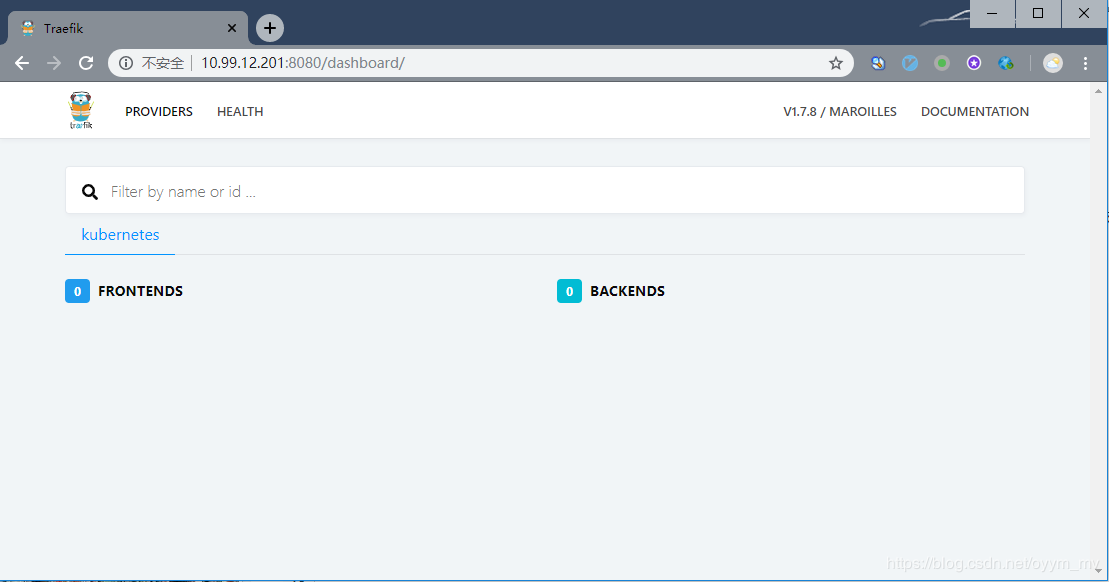 Traefik
不安全 10.99.12.201:8080/dashboard/
træfik
PROVIDERS HEALTH V1.7.8 / MAROILLES DOCUMENTATION
Filter by name or id ...
kubernetes
0 FRONTENDS 0 BACKENDS
https://blog.csdn.net/oyym_mv